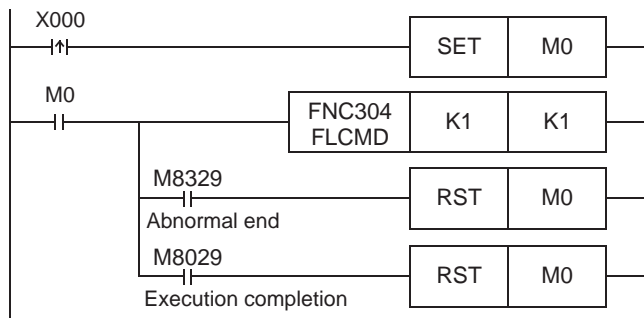 X000
SET M0
M0
FNC304
FLCMD K1 K1
M8329
RST M0
Abnormal end
M8029
RST M0
Execution completion